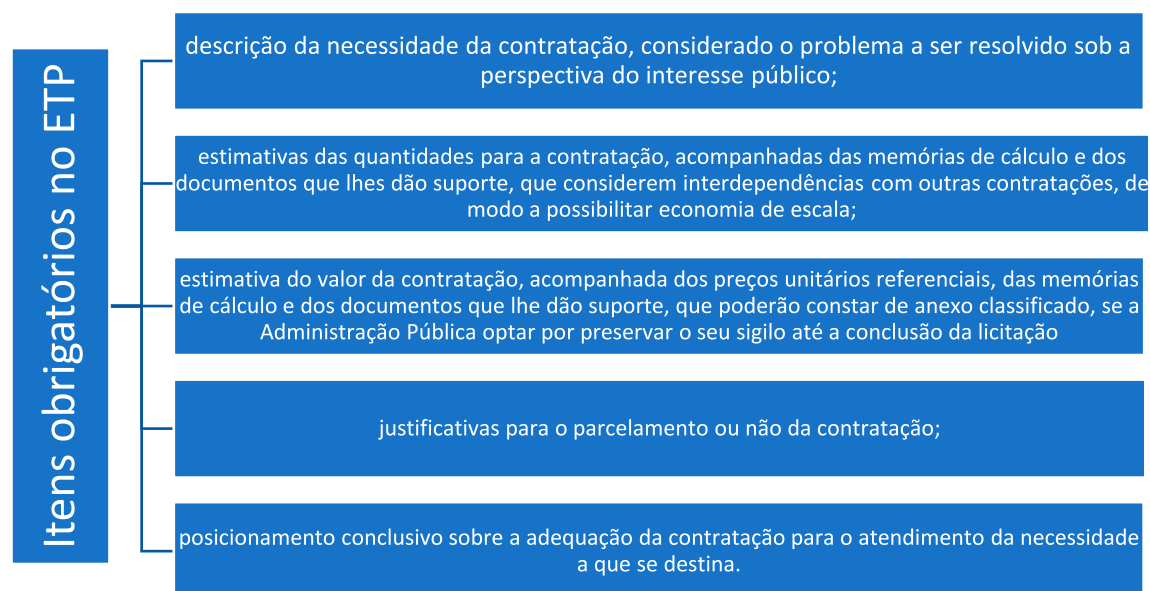 Itens obrigatórios no ETP
descrição da necessidade da contratação, considerado o problema a ser resolvido sob a
perspectiva do interesse público;
estimativas das quantidades para a contratação, acompanhadas das memórias de cálculo e dos
documentos que lhes dão suporte, que considerem interdependências com outras contratações, de
modo a possibilitar economia de escala;
estimativa do valor da contratação, acompanhada dos preços unitários referenciais, das memórias
de cálculo e dos documentos que lhe dão suporte, que poderão constar de anexo classificado, se a
Administração Pública optar por preservar o seu sigilo até a conclusão da licitação
justificativas para o parcelamento ou não da contratação;
posicionamento conclusivo sobre a adequação da contratação para o atendimento da necessidade
a que se destina.